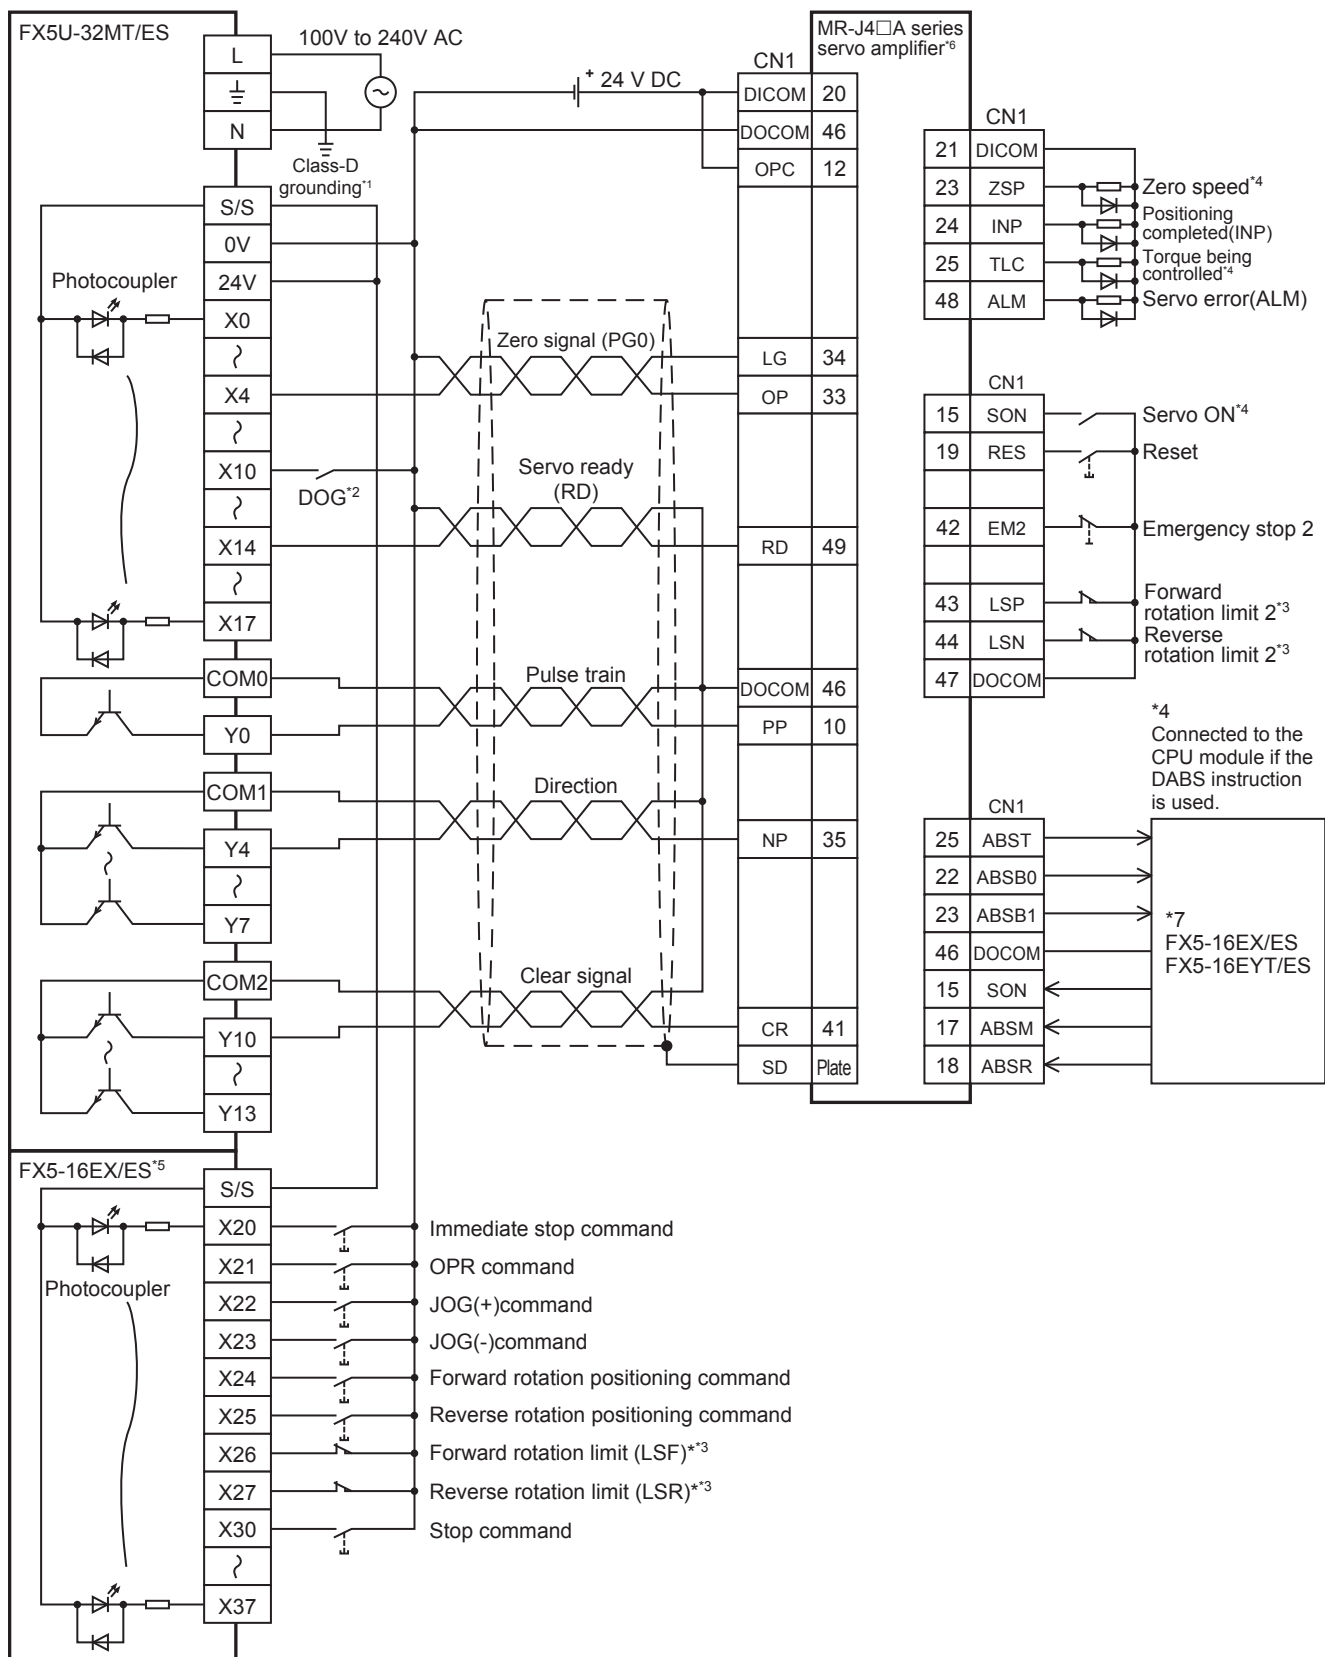 FX5U-32MT/ES
L
N
100V to 240V AC
Class-D
grounding*1
S/S
0V
24V
X0
X4
X10
X14
X17
Photocoupler
DOG*2
COM0
Y0
COM1
Y4
Y7
COM2
Y10
Y13
+ 24 V DC
Zero signal (PG0)
Servo ready
(RD)
Pulse train
Direction
Clear signal
MR-J4□A series
servo amplifier*6
CN1
DICOM 20
DOCOM 46
OPC 12
LG 34
OP 33
RD 49
DOCOM 46
PP 10
NP 35
CR 41
SD Plate
CN1
21 DICOM
23 ZSP Zero speed*4
24 INP Positioning
completed(INP)
25 TLC Torque being
controlled*4
48 ALM Servo error(ALM)
CN1
15 SON Servo ON*4
19 RES Reset
42 EM2 Emergency stop 2
43 LSP Forward
rotation limit 2*3
44 LSN Reverse
rotation limit 2*3
47 DOCOM
*4
Connected to the
CPU module if the
DABS instruction
is used.
CN1
25 ABST
22 ABSB0
23 ABSB1
46 DOCOM
15 SON
17 ABSM
18 ABSR
*7
FX5-16EX/ES
FX5-16EYT/ES
FX5-16EX/ES*5
S/S
Photocoupler
X20 Immediate stop command
X21 OPR command
X22 JOG(+)command
X23 JOG(-)command
X24 Forward rotation positioning command
X25 Reverse rotation positioning command
X26 Forward rotation limit (LSF)**3
X27 Reverse rotation limit (LSR)**3
X30 Stop command
X37